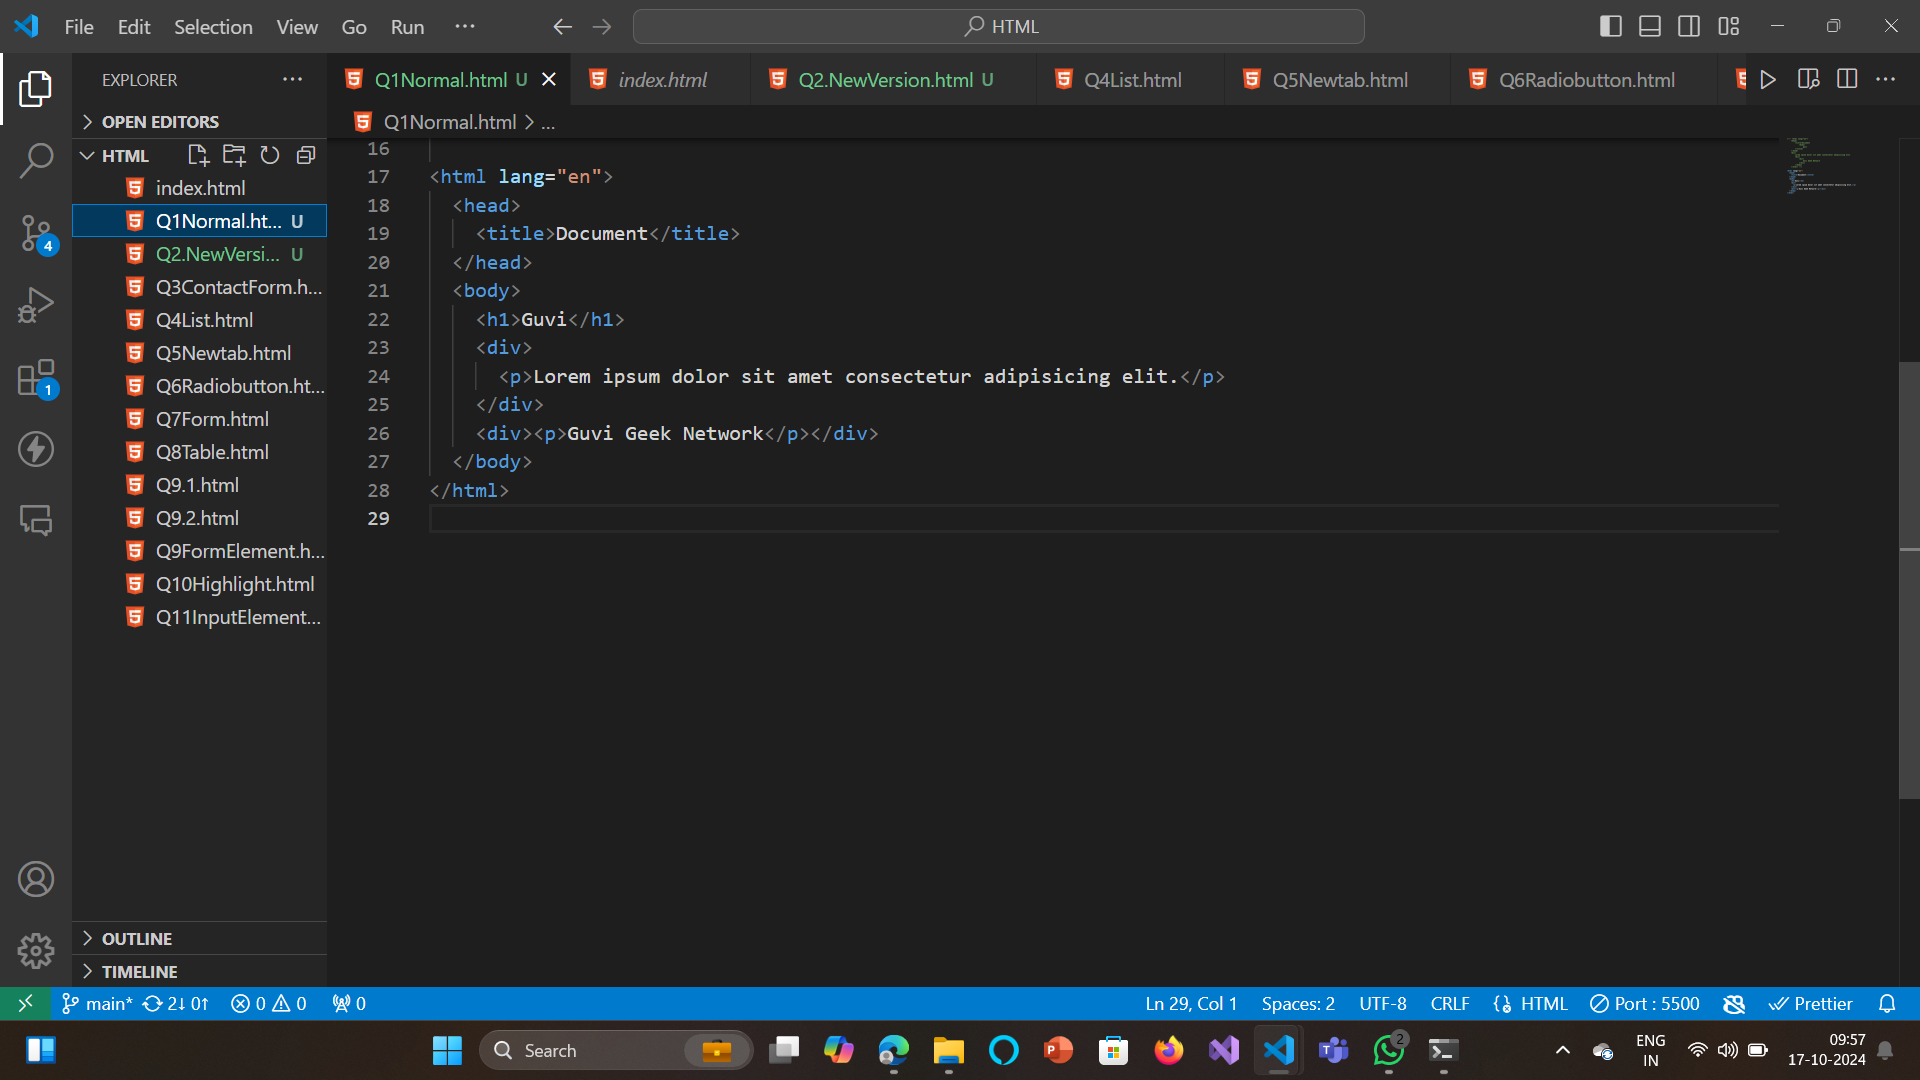 File Edit Selection View Go Run ...
HTML
EXPLORER ...
Q1Normal.html U
index.html
Q2.NewVersion.html U
Q4List.html
Q5Newtab.html
Q6Radiobutton.html
...
OPEN EDITORS
Q1Normal.html > ...
HTML
index.html
Q1Normal.ht... U
Q2.NewVersi... U
Q3ContactForm.h...
Q4List.html
Q5Newtab.html
Q6Radiobutton.ht...
Q7Form.html
Q8Table.html
Q9.1.html
Q9.2.html
Q9FormElement.h...
Q10Highlight.html
Q11InputElement...
OUTLINE
TIMELINE
4
1
16
17 <html lang="en">
18 <head>
19 <title>Document</title>
20 </head>
21 <body>
22 <h1>Guvi</h1>
23 <div>
24 <p>Lorem ipsum dolor sit amet consectetur adipisicing elit.</p>
25 </div>
26 <div><p>Guvi Geek Network</p></div>
27 </body>
28 </html>
29
main* 2↓ 0↑ 0 0 0
Ln 29, Col 1 Spaces: 2 UTF-8 CRLF HTML Port : 5500 Prettier
Search
2
ENG
IN
09:57
17-10-2024